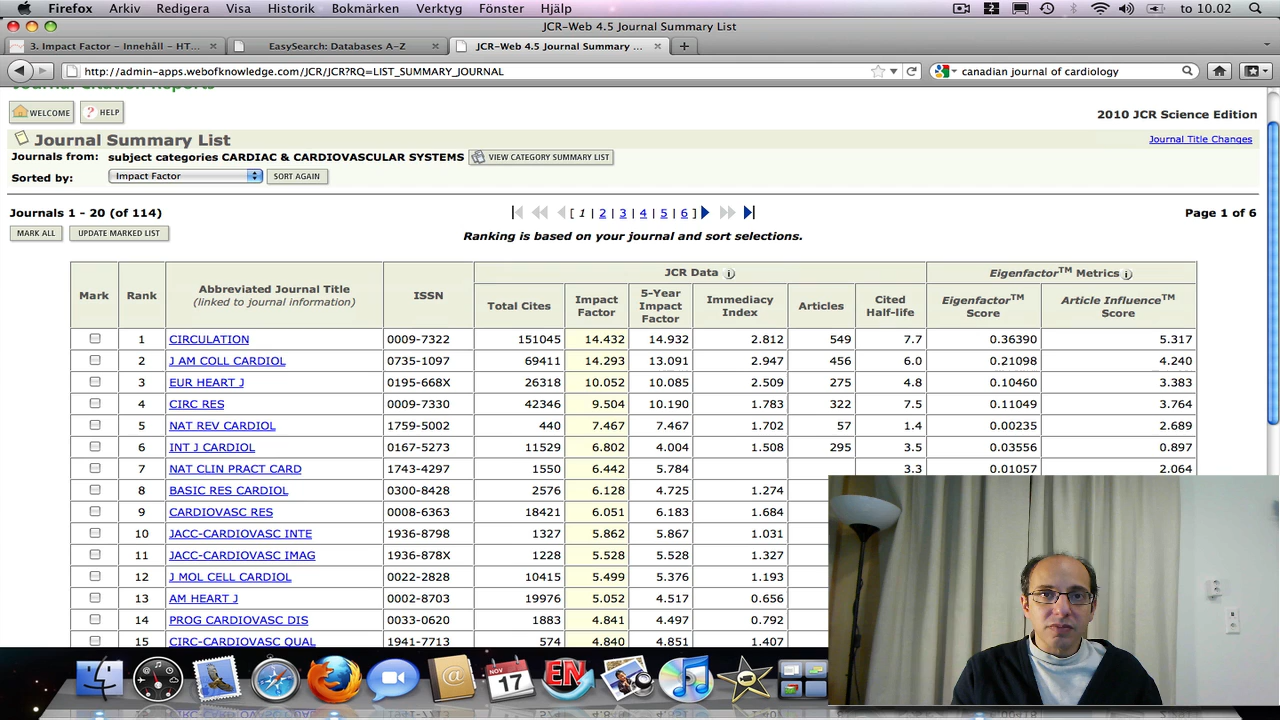 Firefox Arkiv Redigera Visa Historik Bokmärken Verktyg Fönster Hjälp 2 to 10.02
JCR-Web 4.5 Journal Summary List
3. Impact Factor – Innehåll – HT... EasySearch: Databases A-Z JCR-Web 4.5 Journal Summary ...
http://admin-apps.webofknowledge.com/JCR/JCR?RQ=LIST_SUMMARY_JOURNAL canadian journal of cardiology
Journal Citation Reports
WELCOME ? HELP 2010 JCR Science Edition
Journal Summary List Journal Title Changes
Journals from: subject categories CARDIAC & CARDIOVASCULAR SYSTEMS VIEW CATEGORY SUMMARY LIST
Sorted by: Impact Factor SORT AGAIN
Journals 1 - 20 (of 114) [ 1 | 2 | 3 | 4 | 5 | 6 ] Page 1 of 6
MARK ALL UPDATE MARKED LIST Ranking is based on your journal and sort selections.
Mark Rank Abbreviated Journal Title (linked to journal information) ISSN JCR Data i Eigenfactor™ Metrics i
Total Cites Impact Factor 5-Year Impact Factor Immediacy Index Articles Cited Half-life Eigenfactor™ Score Article Influence™ Score
1 CIRCULATION 0009-7322 151045 14.432 14.932 2.812 549 7.7 0.36390 5.317
2 J AM COLL CARDIOL 0735-1097 69411 14.293 13.091 2.947 456 6.0 0.21098 4.240
3 EUR HEART J 0195-668X 26318 10.052 10.085 2.509 275 4.8 0.10460 3.383
4 CIRC RES 0009-7330 42346 9.504 10.190 1.783 322 7.5 0.11049 3.764
5 NAT REV CARDIOL 1759-5002 440 7.467 7.467 1.702 57 1.4 0.00235 2.689
6 INT J CARDIOL 0167-5273 11529 6.802 4.004 1.508 295 3.5 0.03556 0.897
7 NAT CLIN PRACT CARD 1743-4297 1550 6.442 5.784 3.3 0.01057 2.064
8 BASIC RES CARDIOL 0300-8428 2576 6.128 4.725 1.274
9 CARDIOVASC RES 0008-6363 18421 6.051 6.183 1.684
10 JACC-CARDIOVASC INTE 1936-8798 1327 5.862 5.867 1.031
11 JACC-CARDIOVASC IMAG 1936-878X 1228 5.528 5.528 1.327
12 J MOL CELL CARDIOL 0022-2828 10415 5.499 5.376 1.193
13 AM HEART J 0002-8703 19976 5.052 4.517 0.656
14 PROG CARDIOVASC DIS 0033-0620 1883 4.841 4.497 0.792
15 CIRC-CARDIOVASC QUAL 1941-7713 574 4.840 4.851 1.407
NOV
17 EN